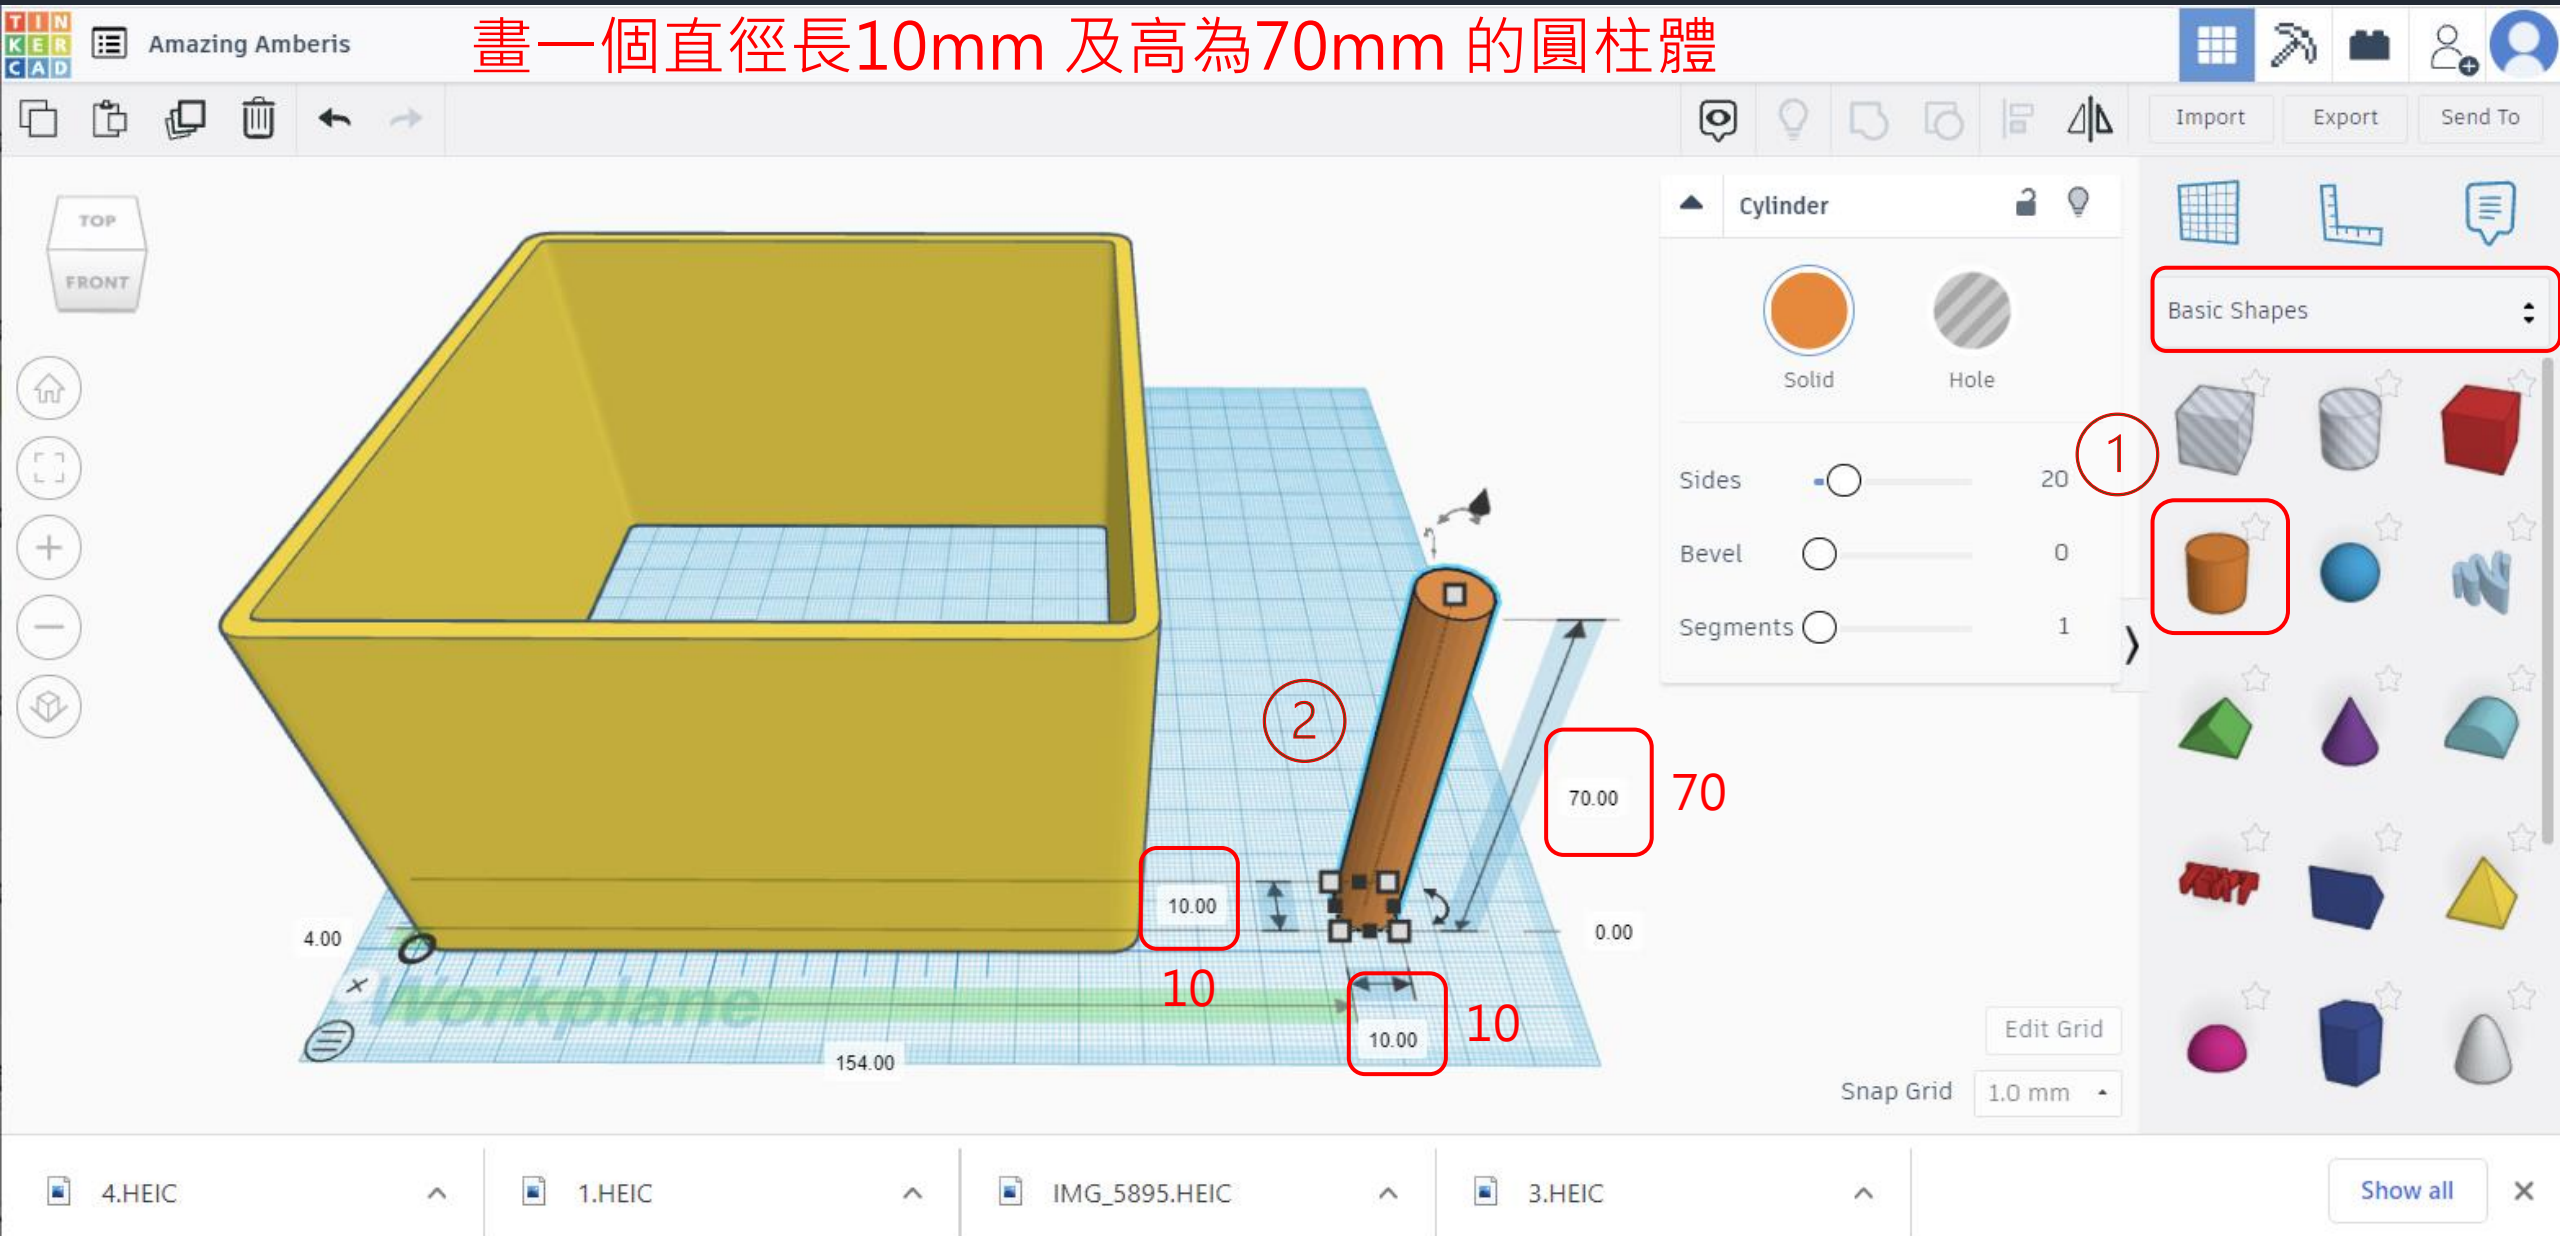 TIN
KER
CAD
Amazing Amberis
畫一個直徑長10mm 及高為70mm 的圓柱體
Import
Export
Send To
TOP
FRONT
Cylinder
Solid
Hole
Sides
20
Bevel
0
Segments
1
Basic Shapes
1
2
TEXT
70.00
70
10.00
10
4.00
0.00
Workplane
10.00
10
154.00
Edit Grid
Snap Grid
1.0 mm
4.HEIC
1.HEIC
IMG_5895.HEIC
3.HEIC
Show all